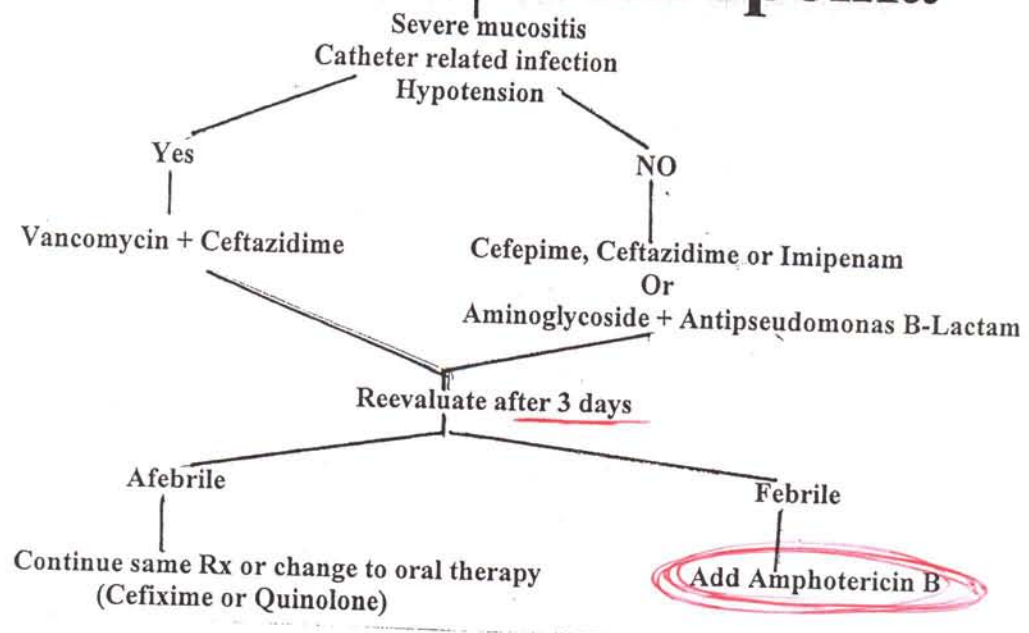 Severe mucositis
Catheter related infection
Hypotension
Yes
NO
Vancomycin + Ceftazidime
Cefepime, Ceftazidime or Imipenam
Or
Aminoglycoside + Antipseudomonas B-Lactam
Reevaluate after 3 days
Afebrile
Febrile
Continue same Rx or change to oral therapy
(Cefixime or Quinolone)
Add Amphotericin B